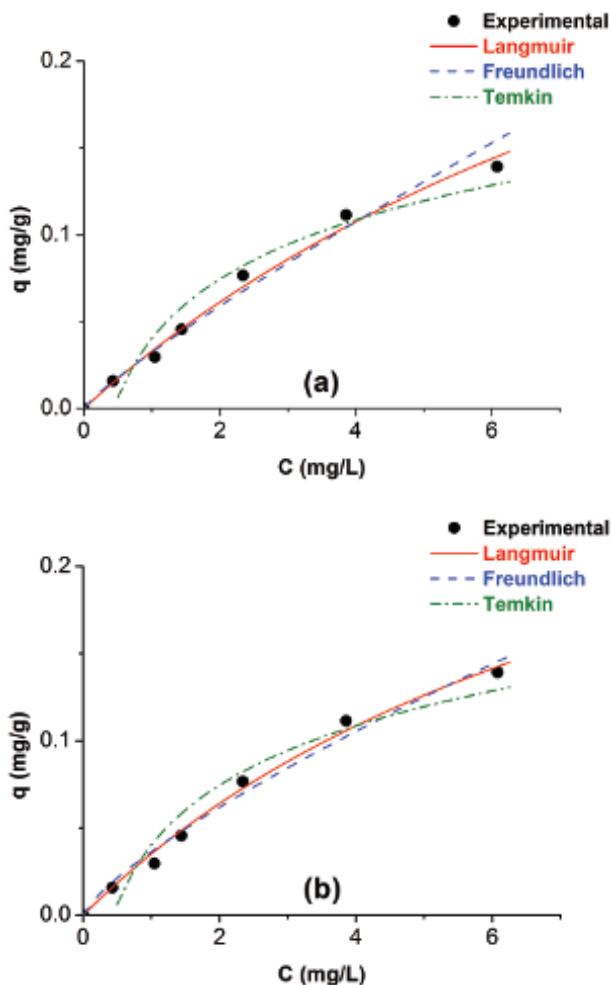 Experimental
Langmuir
Freundlich
Temkin
0.2
0.1
0.0
q (mg/g)
(a)
0 2 4 6
C (mg/L)
Experimental
Langmuir
Freundlich
Temkin
0.2
0.1
0.0
q (mg/g)
(b)
0 2 4 6
C (mg/L)